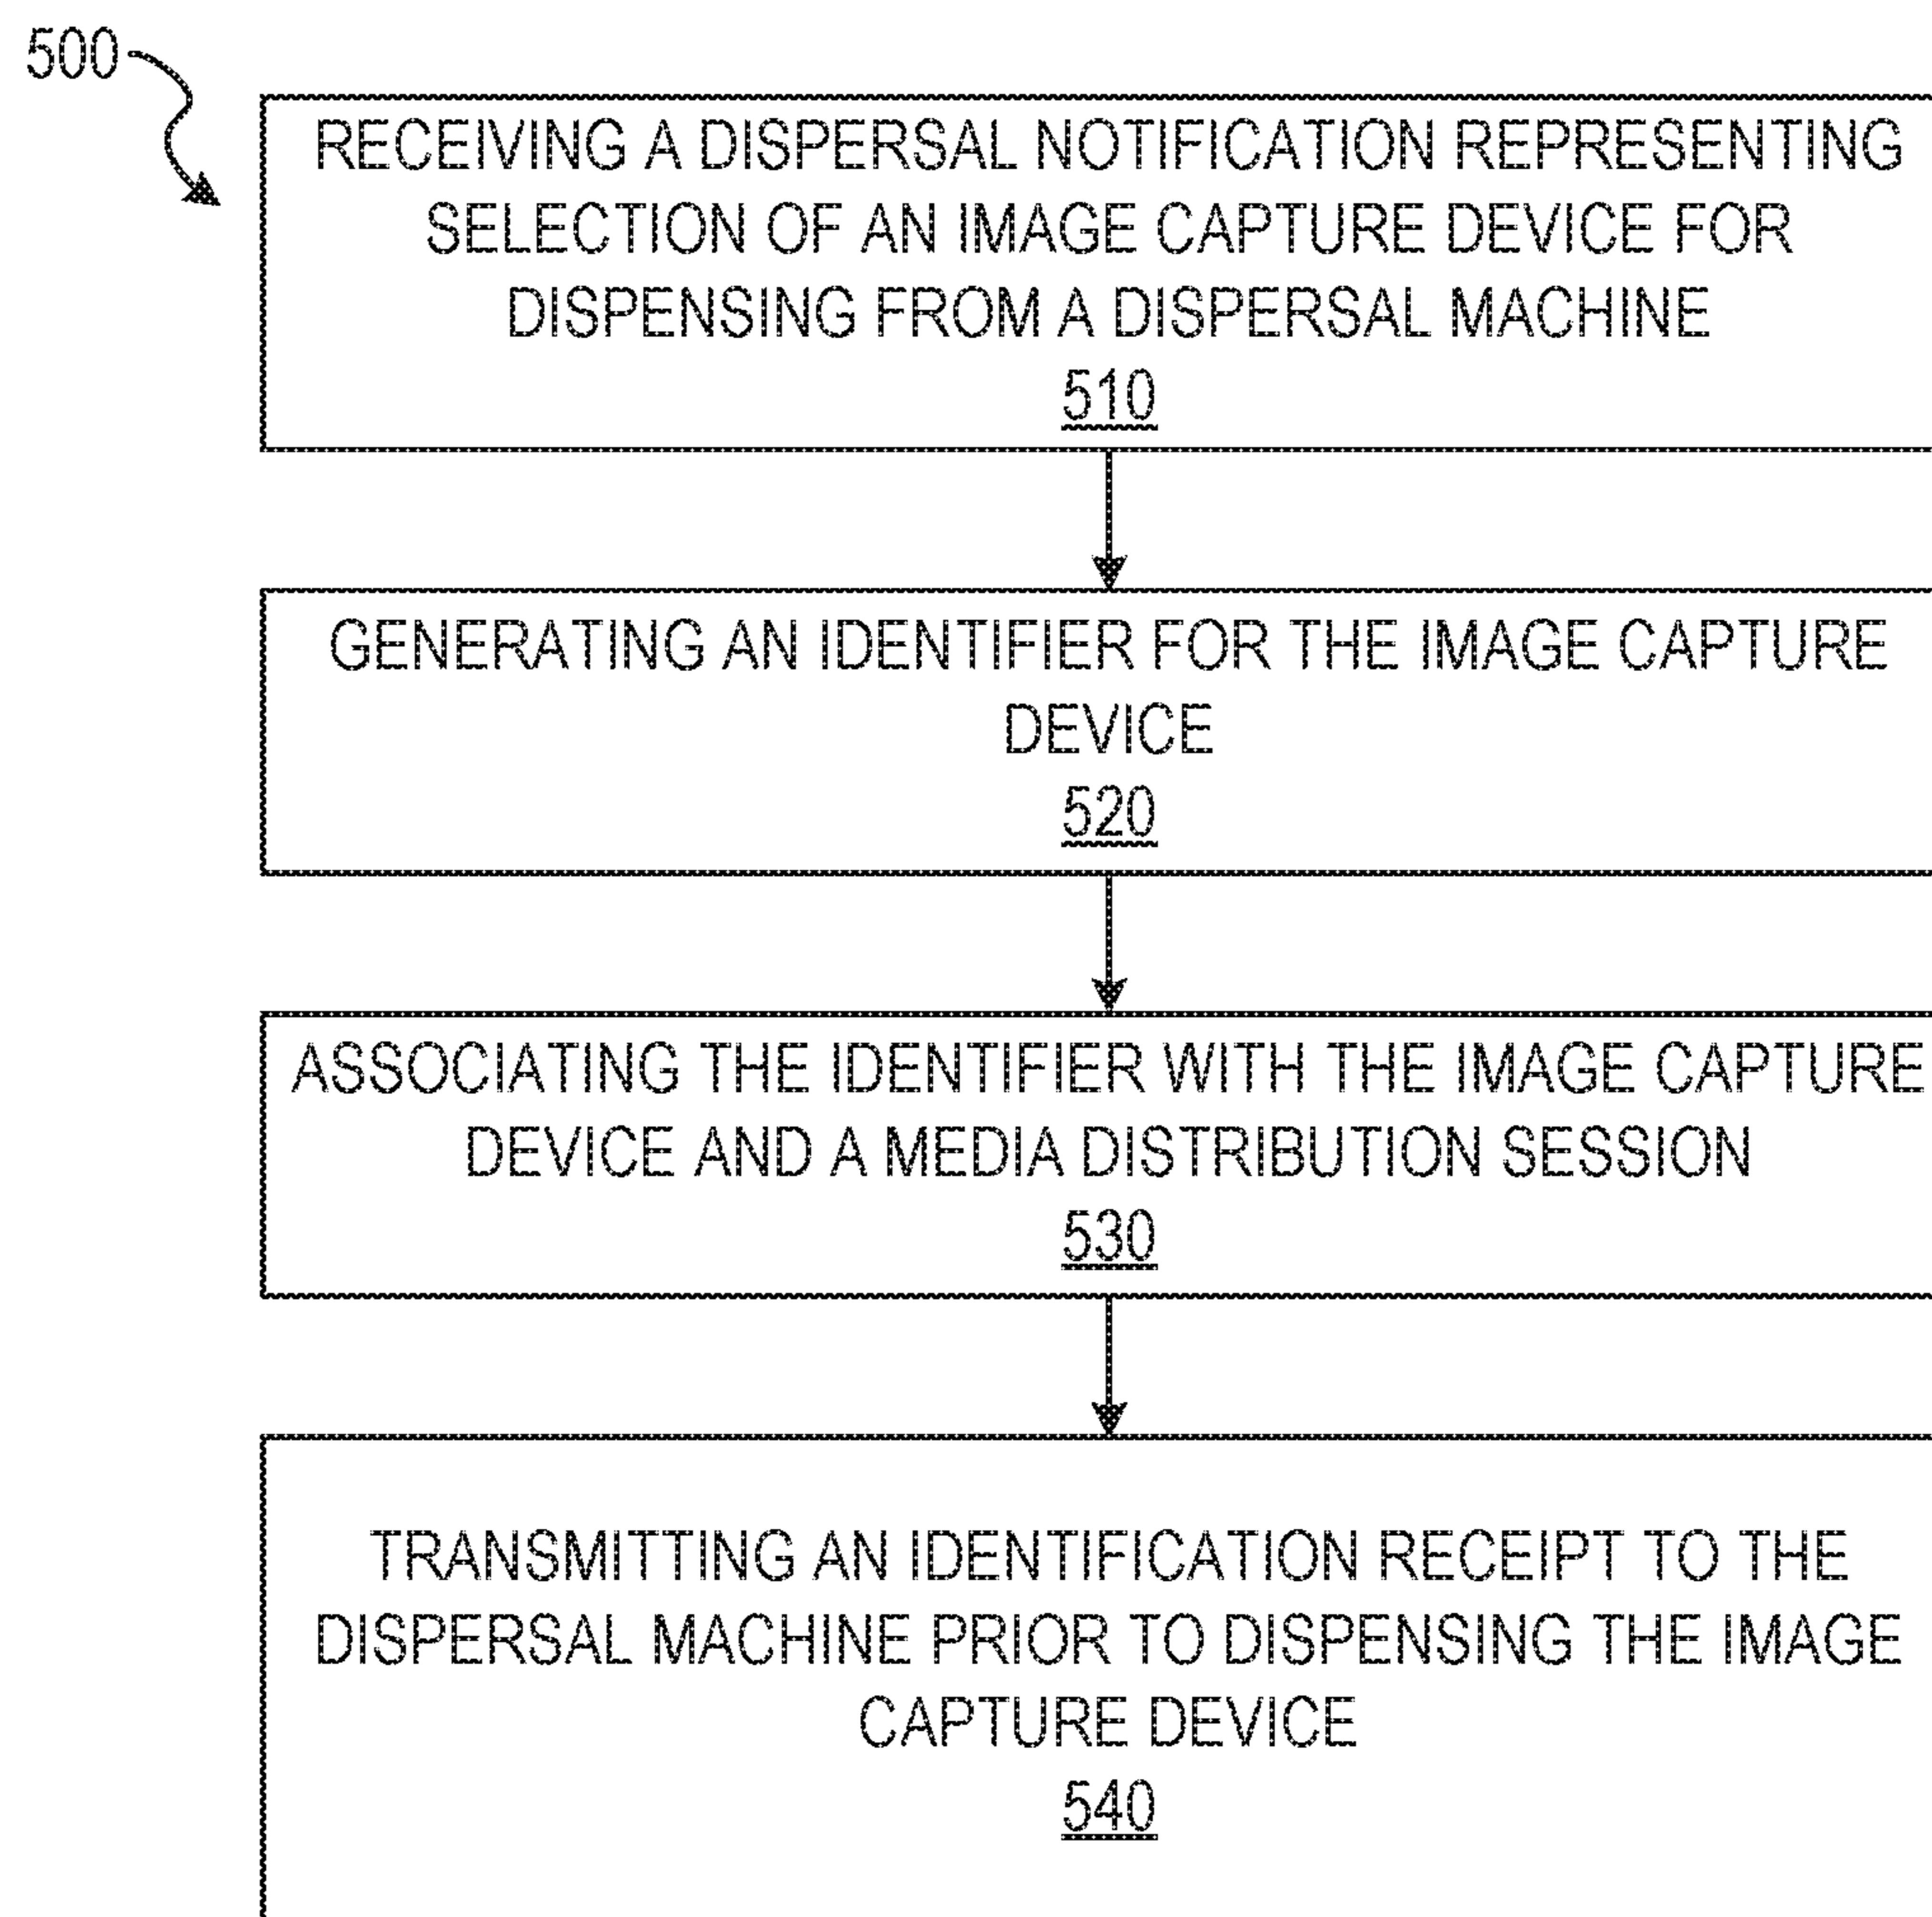 500
RECEIVING A DISPERSAL NOTIFICATION REPRESENTING
SELECTION OF AN IMAGE CAPTURE DEVICE FOR
DISPENSING FROM A DISPERSAL MACHINE
510
GENERATING AN IDENTIFIER FOR THE IMAGE CAPTURE
DEVICE
520
ASSOCIATING THE IDENTIFIER WITH THE IMAGE CAPTURE
DEVICE AND A MEDIA DISTRIBUTION SESSION
530
TRANSMITTING AN IDENTIFICATION RECEIPT TO THE
DISPERSAL MACHINE PRIOR TO DISPENSING THE IMAGE
CAPTURE DEVICE
540